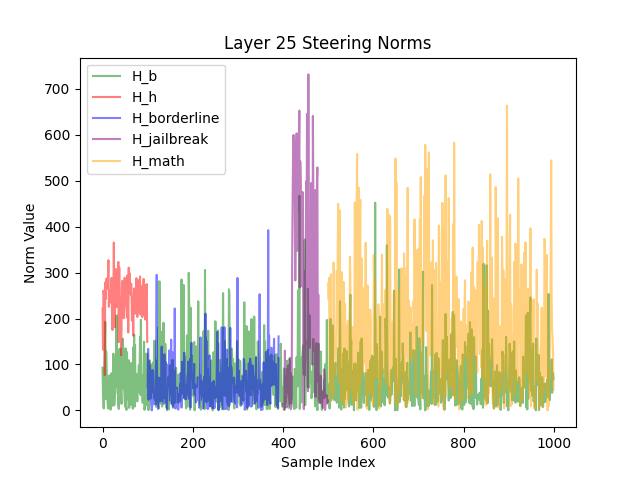 Layer 25 Steering Norms
H_b
H_h
H_borderline
H_jailbreak
H_math
Norm Value
700
600
500
400
300
200
100
0
0 200 400 600 800 1000
Sample Index